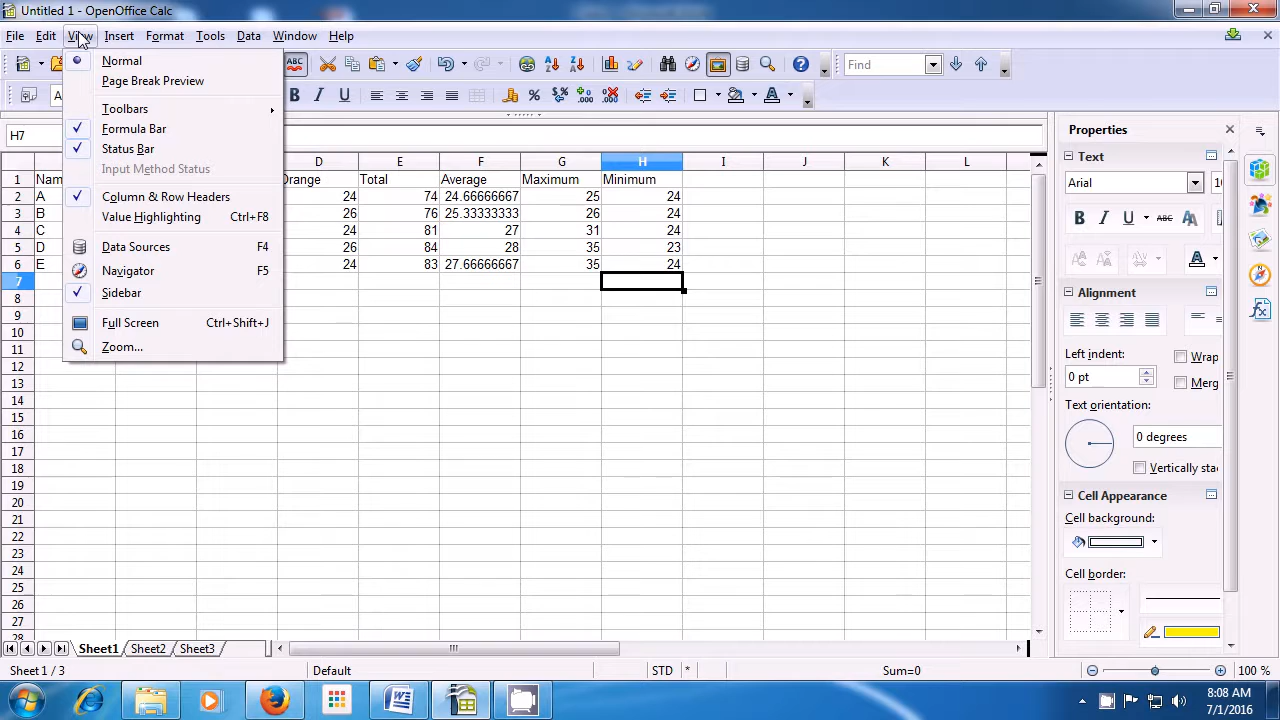 Untitled 1 - OpenOffice Calc
File Edit View Insert Format Tools Data Window Help
Normal
Page Break Preview
Toolbars
Formula Bar
Status Bar
Input Method Status
Column & Row Headers
Value Highlighting Ctrl+F8
Data Sources F4
Navigator F5
Sidebar
Full Screen Ctrl+Shift+J
Zoom...
ABC
Find
H7
D E F G H I J K L
1 Nam Orange Total Average Maximum Minimum
2 A 24 74 24.66666667 25 24
3 B 26 76 25.33333333 26 24
4 C 24 81 27 31 24
5 D 26 84 28 35 23
6 E 24 83 27.66666667 35 24
7
8
9
10
11
12
13
14
15
16
17
18
19
20
21
22
23
24
25
26
27
28
Properties
Text
Arial
B I U ABC
Alignment
Left indent:
Wrap
0 pt
Merg
Text orientation:
0 degrees
Vertically stac
Cell Appearance
Cell background:
Cell border:
Sheet1 Sheet2 Sheet3
Sheet 1 / 3 Default STD * Sum=0 100 %
8:08 AM
7/1/2016